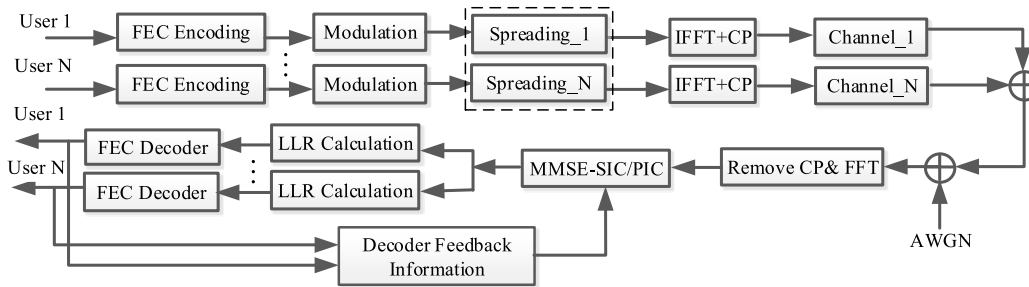 User 1
FEC Encoding
Modulation
Spreading_1
IFFT+CP
Channel_1
User N
FEC Encoding
Modulation
Spreading_N
IFFT+CP
Channel_N
User 1
FEC Decoder
LLR Calculation
User N
FEC Decoder
LLR Calculation
MMSE-SIC/PIC
Remove CP& FFT
AWGN
Decoder Feedback
Information